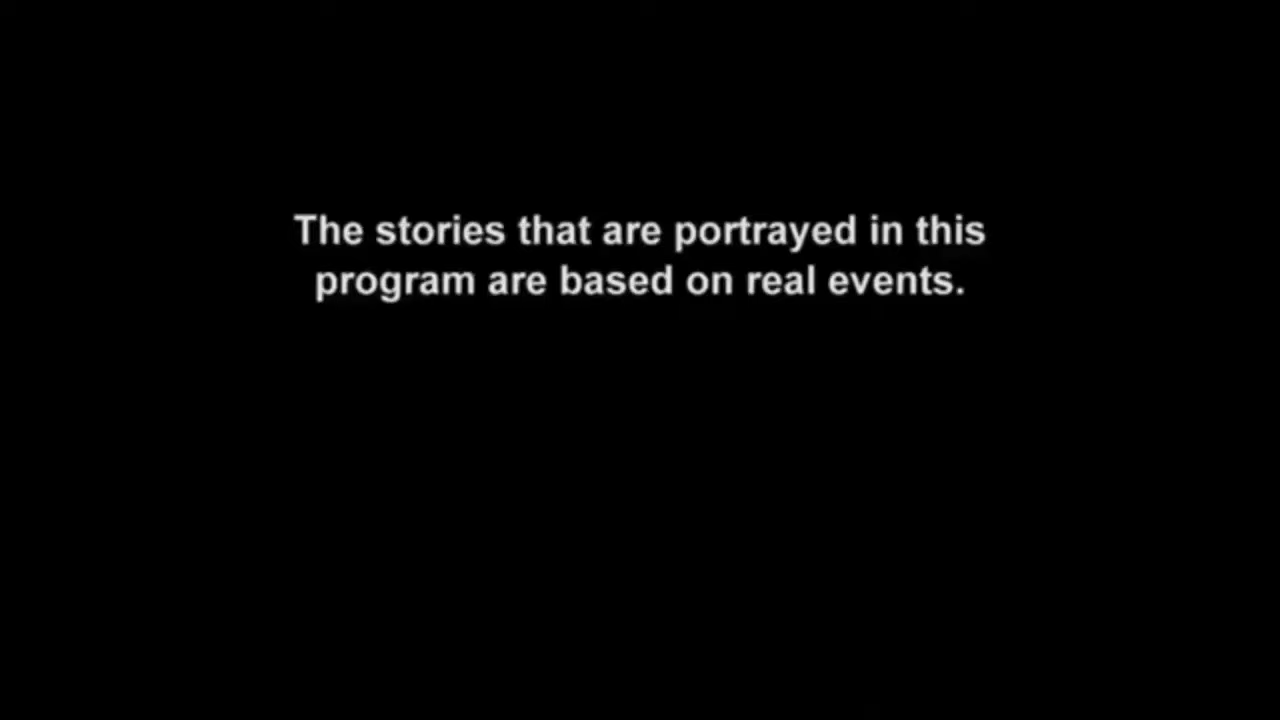 The stories that are portrayed in this
program are based on real events.